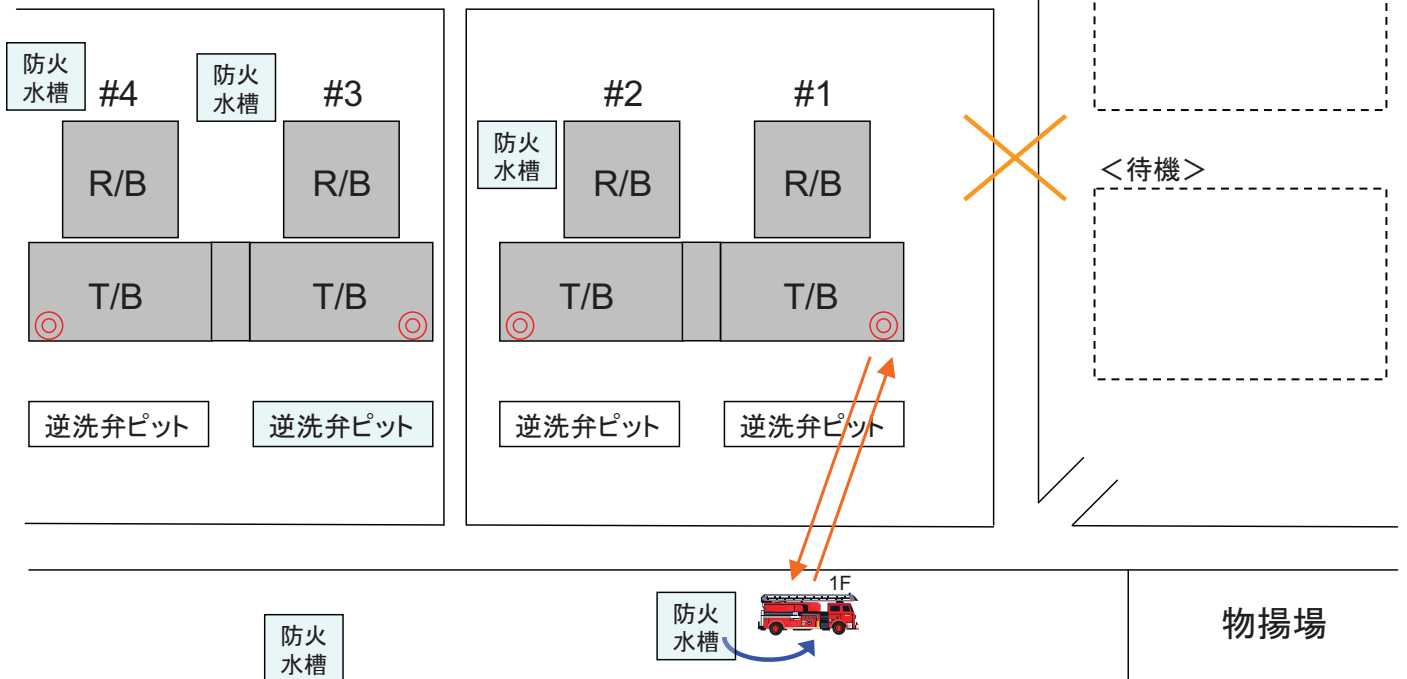 防火
水槽
#4
防火
水槽
#3
#2
#1
防火
水槽
R/B
R/B
R/B
R/B
<待機>
T/B
T/B
T/B
T/B
逆洗弁ピット
逆洗弁ピット
逆洗弁ピット
逆洗弁ピット
1F
防火
水槽
防火
水槽
物揚場